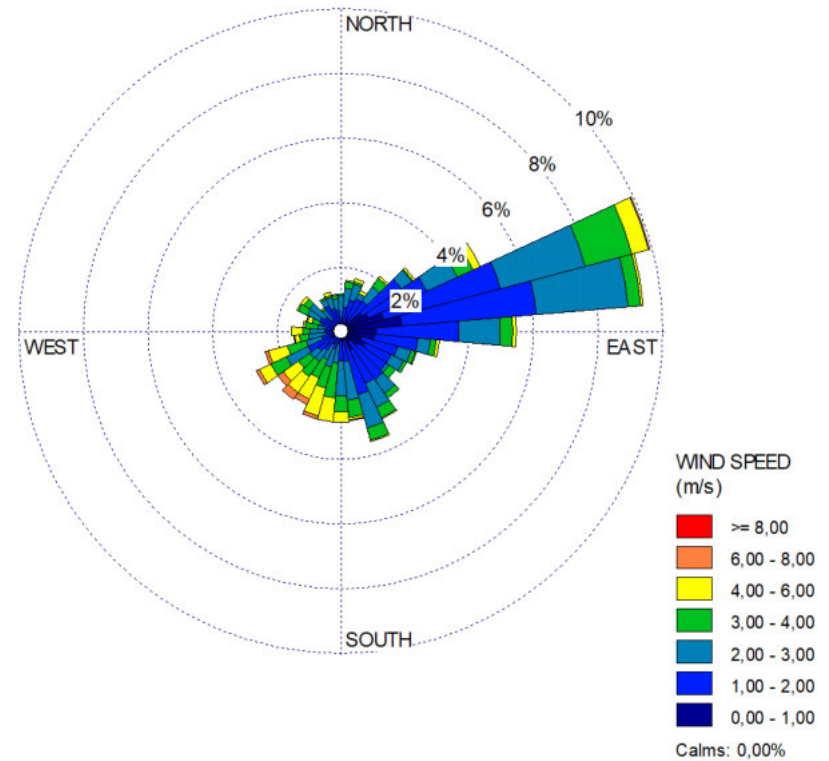 NORTH
10%
8%
6%
4%
2%
WEST
EAST
SOUTH
WIND SPEED
(m/s)
>= 8,00
6,00 - 8,00
4,00 - 6,00
3,00 - 4,00
2,00 - 3,00
1,00 - 2,00
0,00 - 1,00
Calms: 0,00%